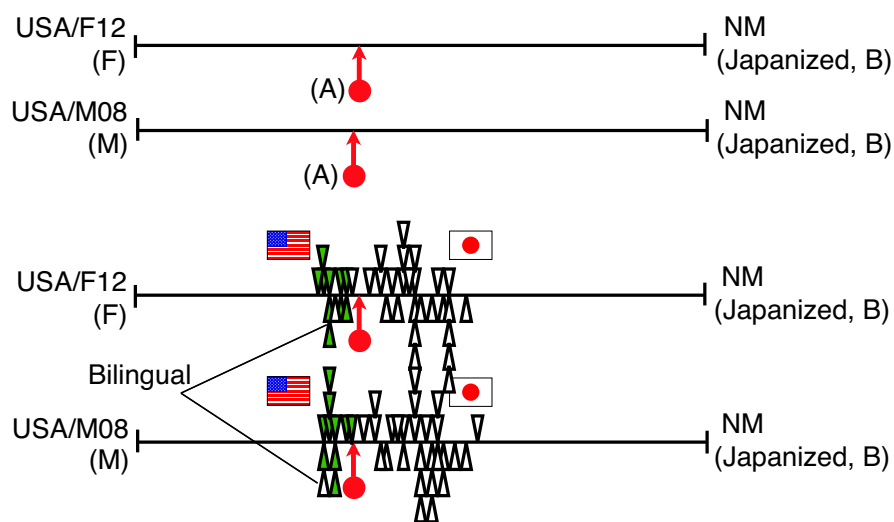 USA/F12
(F)
(A)
NM
(Japanized, B)
USA/M08
(M)
(A)
NM
(Japanized, B)
USA/F12
(F)
NM
(Japanized, B)
Bilingual
USA/M08
(M)
NM
(Japanized, B)